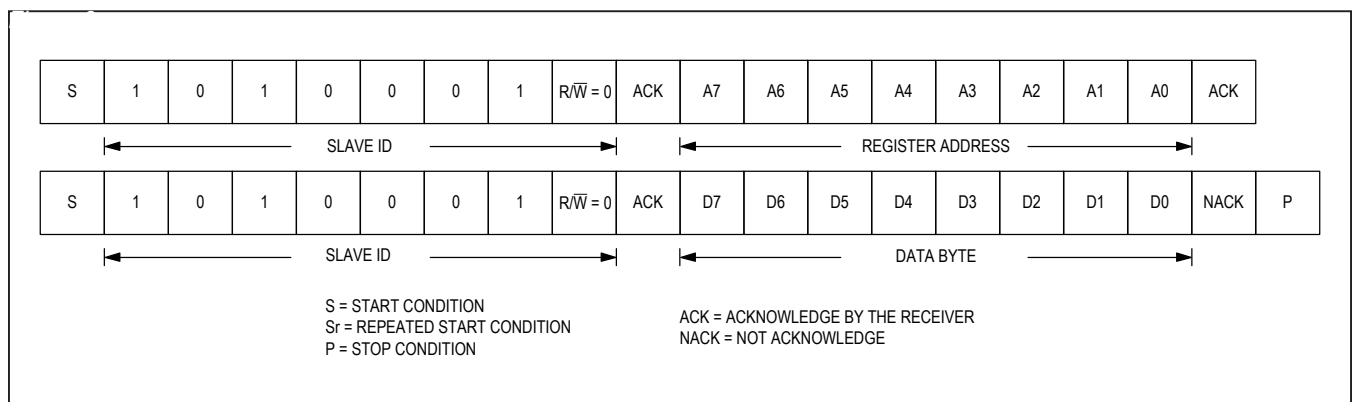 S 1 0 1 0 0 0 1 R/W̅ = 0 ACK A7 A6 A5 A4 A3 A2 A1 A0 ACK
SLAVE ID REGISTER ADDRESS
S 1 0 1 0 0 0 1 R/W̅ = 0 ACK D7 D6 D5 D4 D3 D2 D1 D0 NACK P
SLAVE ID DATA BYTE
S = START CONDITION
Sr = REPEATED START CONDITION
P = STOP CONDITION
ACK = ACKNOWLEDGE BY THE RECEIVER
NACK = NOT ACKNOWLEDGE